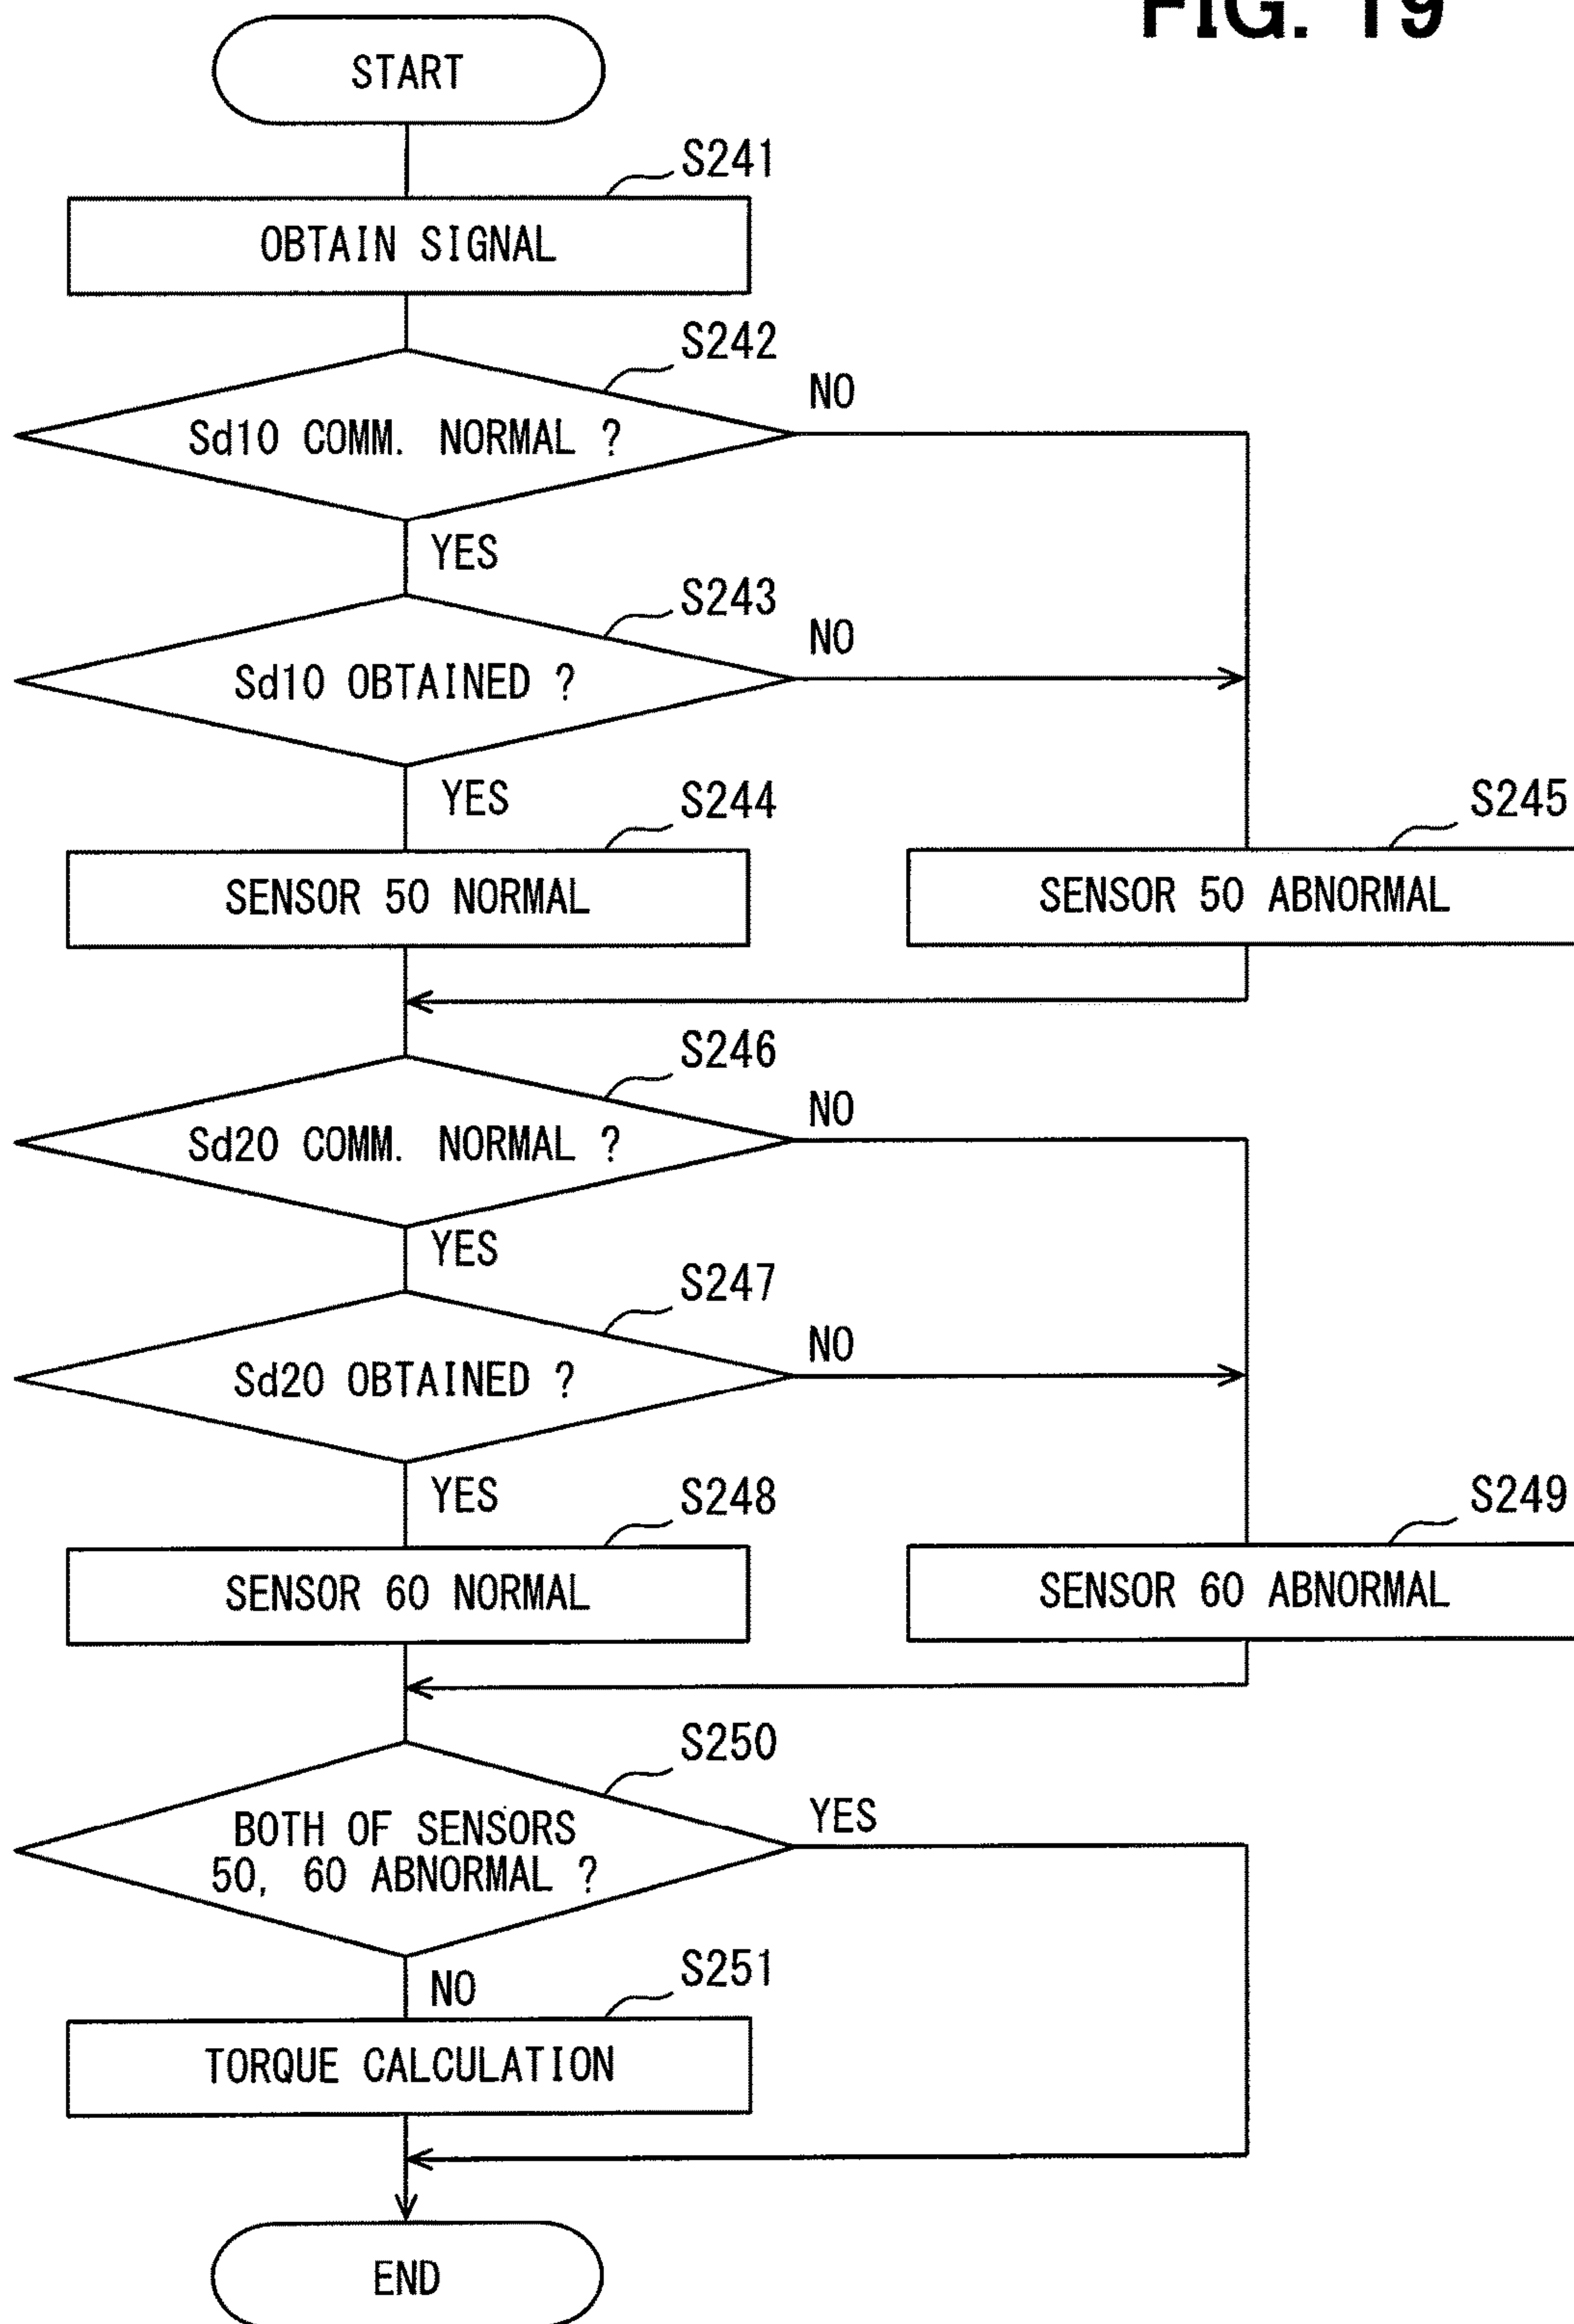 FIG. 19
START
S241
OBTAIN SIGNAL
S242
NO
Sd10 COMM. NORMAL ?
YES
S243
NO
Sd10 OBTAINED ?
YES
S244
S245
SENSOR 50 NORMAL
SENSOR 50 ABNORMAL
S246
NO
Sd20 COMM. NORMAL ?
YES
S247
NO
Sd20 OBTAINED ?
YES
S248
S249
SENSOR 60 NORMAL
SENSOR 60 ABNORMAL
S250
YES
BOTH OF SENSORS
50, 60 ABNORMAL ?
NO
S251
TORQUE CALCULATION
END